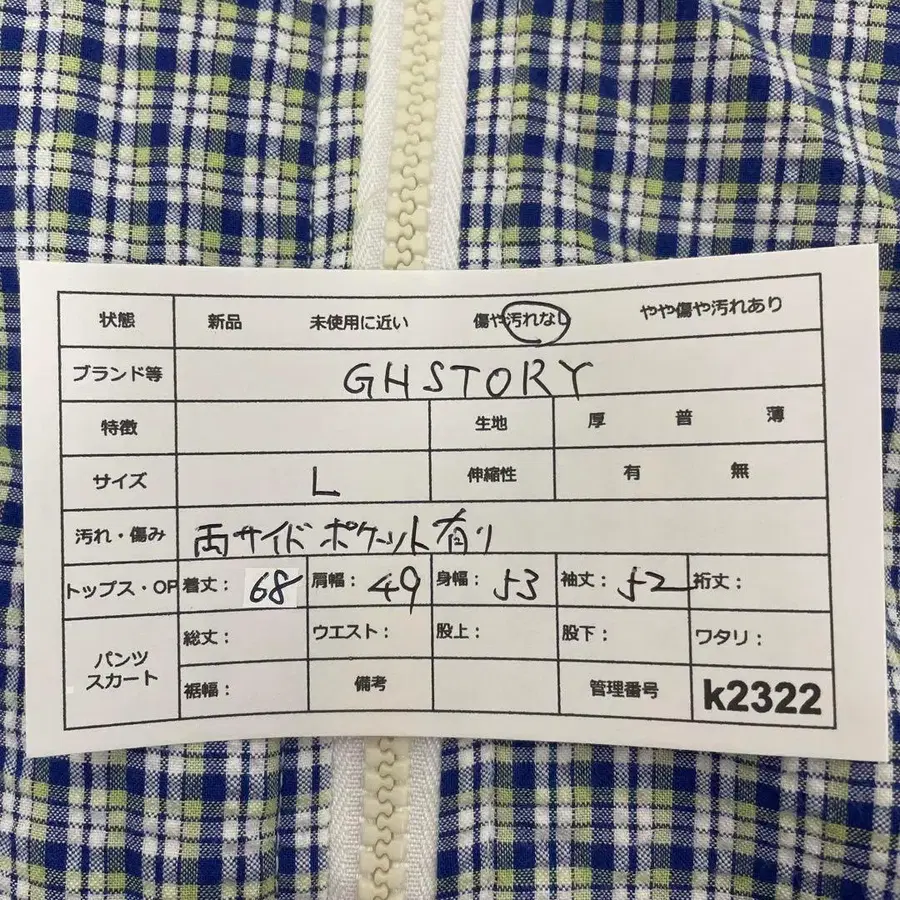 状態 新品 未使用に近い 傷や汚れなし やや傷や汚れあり
ブランド等 GHSTORY
特徴 生地 厚 普 薄
サイズ L 伸縮性 有 無
汚れ・傷み 両サイドポケット有り
トップス・OP 着丈： 68 肩幅： 49 身幅： 53 袖丈： 52 裄丈：
パンツ スカート 総丈： ウエスト： 股上： 股下： ワタリ：
裾幅： 備考 管理番号 k2322